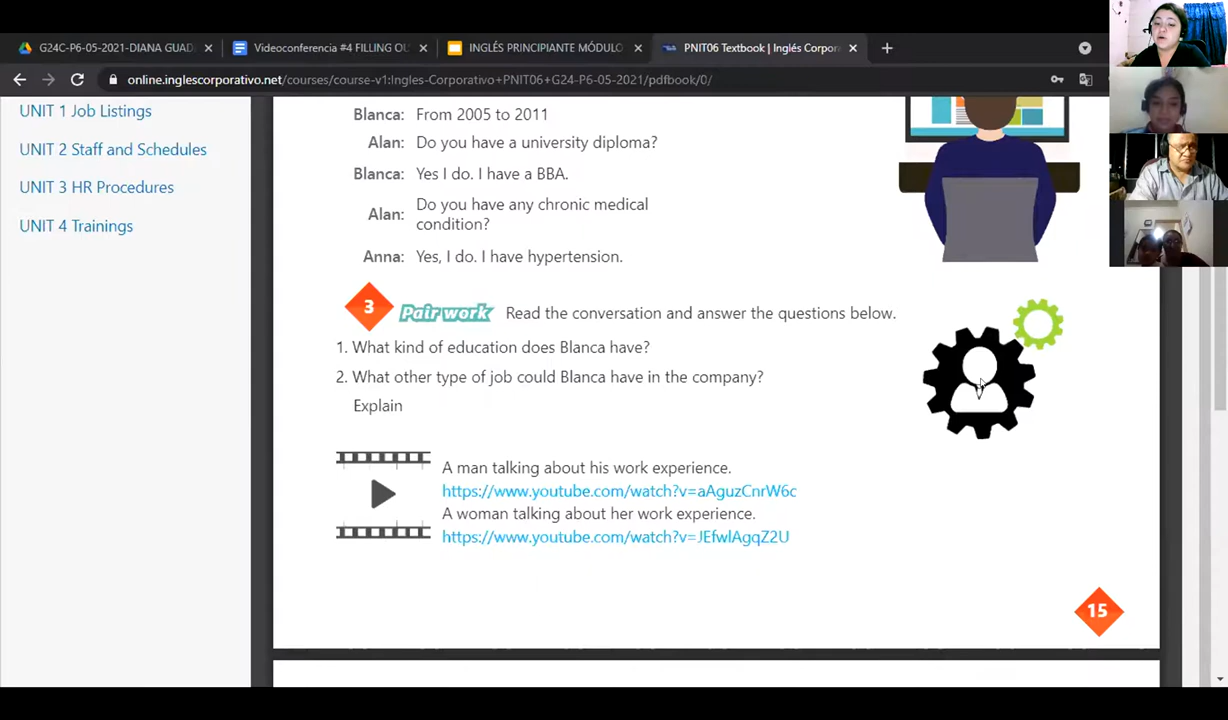 G24C-P6-05-2021-DIANA GUAD
Videoconferencia #4 FILLING OU
INGLÉS PRINCIPIANTE MÓDULO
PNIT06 Textbook | Inglés Corpora
online.inglescorporativo.net/courses/course-v1:Ingles-Corporativo+PNIT06+G24-P6-05-2021/pdfbook/0/
UNIT 1 Job Listings
UNIT 2 Staff and Schedules
UNIT 3 HR Procedures
UNIT 4 Trainings
Blanca: From 2005 to 2011
Alan: Do you have a university diploma?
Blanca: Yes I do. I have a BBA.
Alan: Do you have any chronic medical
condition?
Anna: Yes, I do. I have hypertension.
3 Pair work Read the conversation and answer the questions below.
1. What kind of education does Blanca have?
2. What other type of job could Blanca have in the company?
Explain
A man talking about his work experience.
https://www.youtube.com/watch?v=aAguzCnrW6c
A woman talking about her work experience.
https://www.youtube.com/watch?v=JEfwlAgqZ2U
15